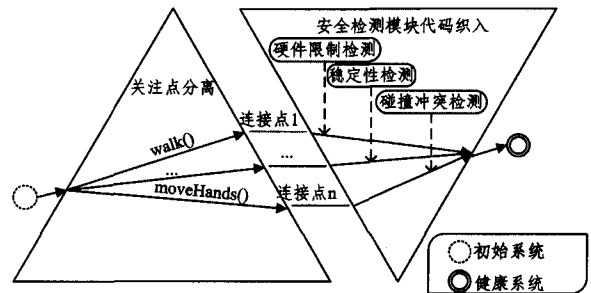 安全检测模块代码织入
硬件限制检测
稳定性检测
碰撞冲突检测
关注点分离
连接点1
walk()
...
...
moveHands()
连接点n
初始系统
健康系统